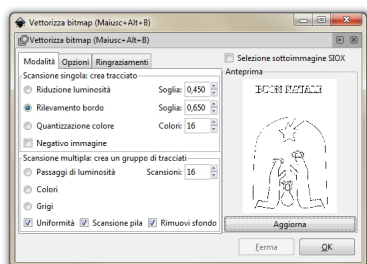 Vettorizza bitmap (Maiusc+Alt+B)
Vettorizza bitmap (Maiusc+Alt+B)
Modalità Opzioni Ringraziamenti
Selezione sottoimmagine SIOX
Scansione singola: crea tracciato
Anteprima
Riduzione luminosità Soglia: 0,450
Rilevamento bordo Soglia: 0,650
Quantizzazione colore Colori: 16
Negativo immagine
Scansione multipla: crea un gruppo di tracciati
Passaggi di luminosità Scansioni: 16
Colori
Grigi
Uniformità Scansione pila Rimuovi sfondo
BUON NATALE
Aggiorna
Ferma OK